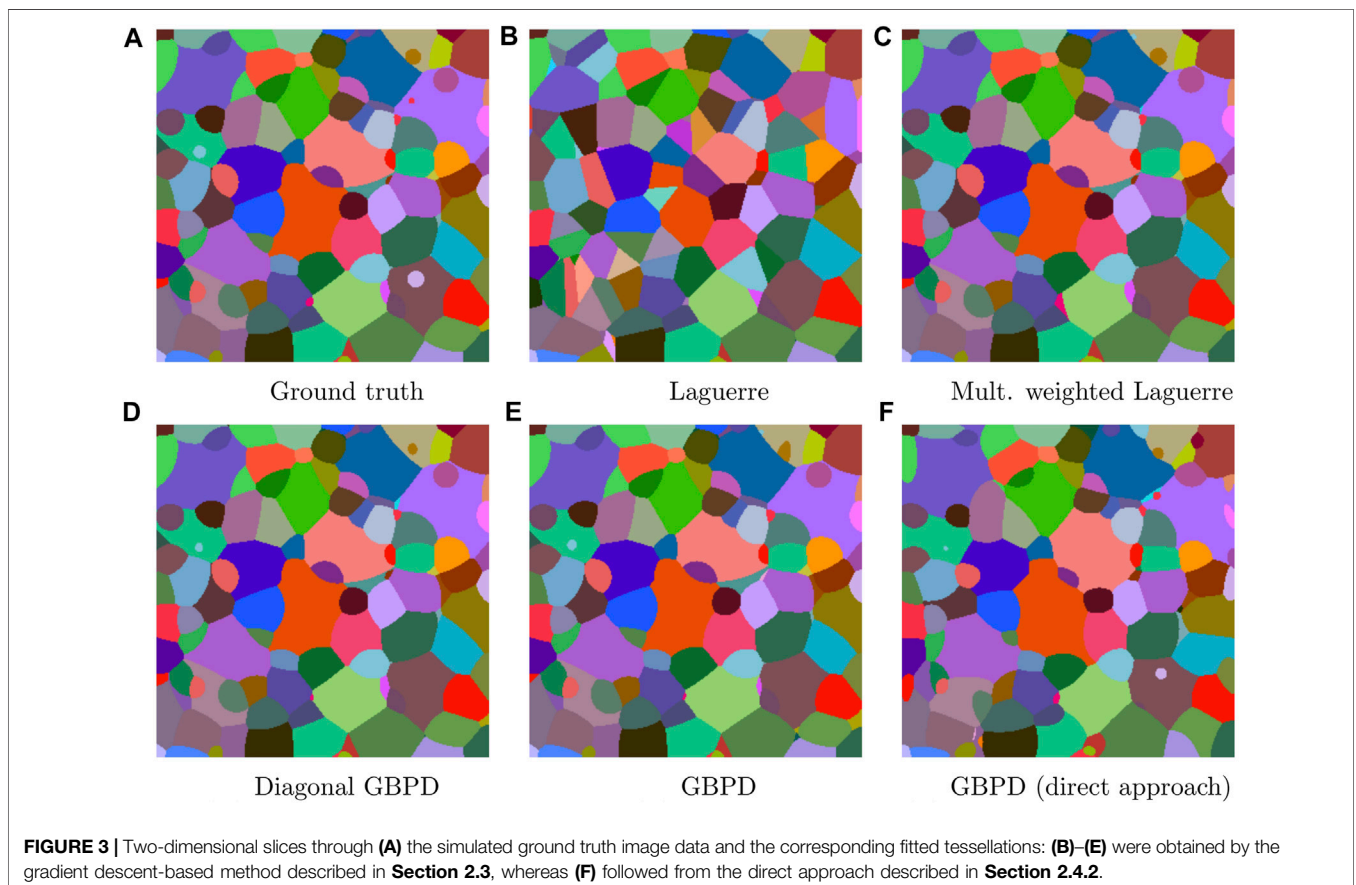 A
B
C
Ground truth
Laguerre
Mult. weighted Laguerre
D
E
F
Diagonal GBPD
GBPD
GBPD (direct approach)
FIGURE 3 | Two-dimensional slices through (A) the simulated ground truth image data and the corresponding fitted tessellations: (B)–(E) were obtained by the
gradient descent-based method described in Section 2.3, whereas (F) followed from the direct approach described in Section 2.4.2.